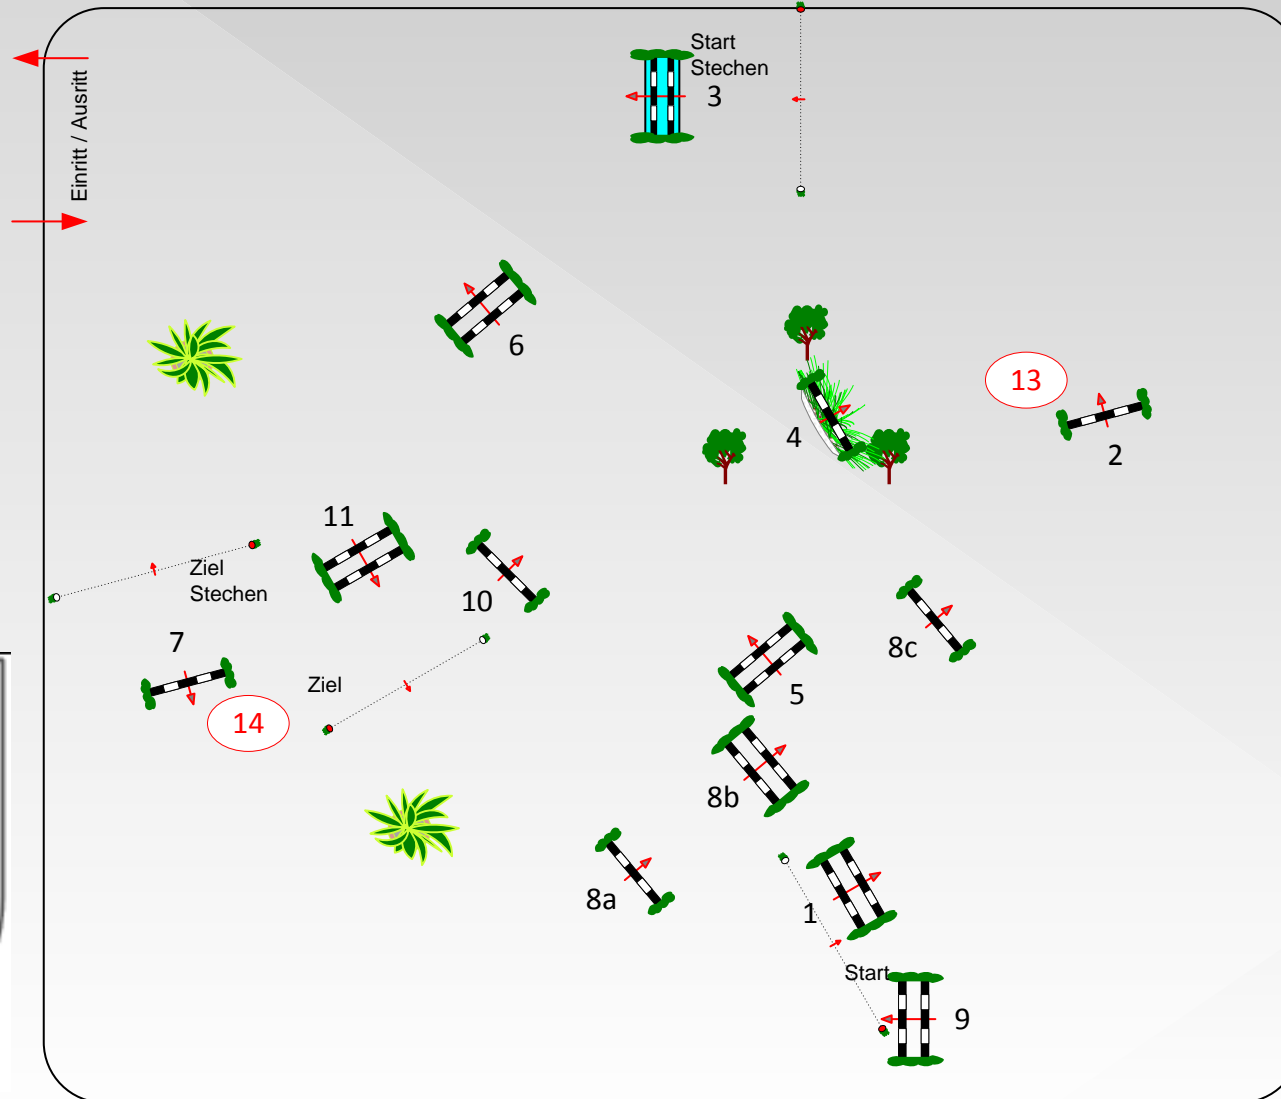 Start
Stechen
3
Einritt / Ausritt
6
13
4
2
11
Ziel
Stechen
10
7
8c
Ziel
5
14
8b
8a
1
Start
9